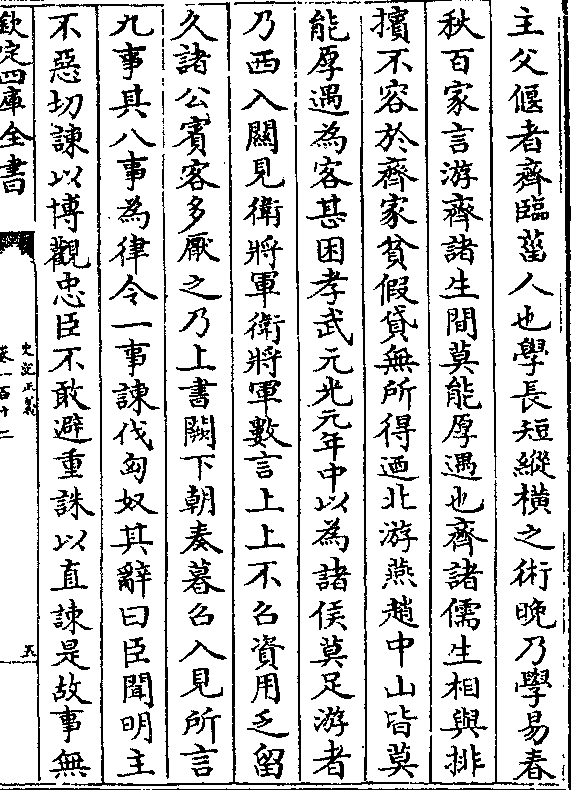 主父偃者齊臨菑人也學長短縱橫之術晚乃學易春
秋百家言游齊諸生間莫能厚遇也齊諸儒生相與排
擯不容於齊家貧假貸無所得迺北游燕趙中山皆莫
能厚遇為客甚困孝武元光元年中以為諸侯莫足游者
乃西入關見衛將軍衛將軍數言上上不召資用乏留
久諸公賓客多厭之乃上書闕下朝奏暮召入見所言
九事其八事為律令一事諫伐匈奴其辭曰臣聞明主
不惡切諫以博觀忠臣不敢避重誅以直諫是故事無
欽定四庫全書
史記正義
卷一百十二
五